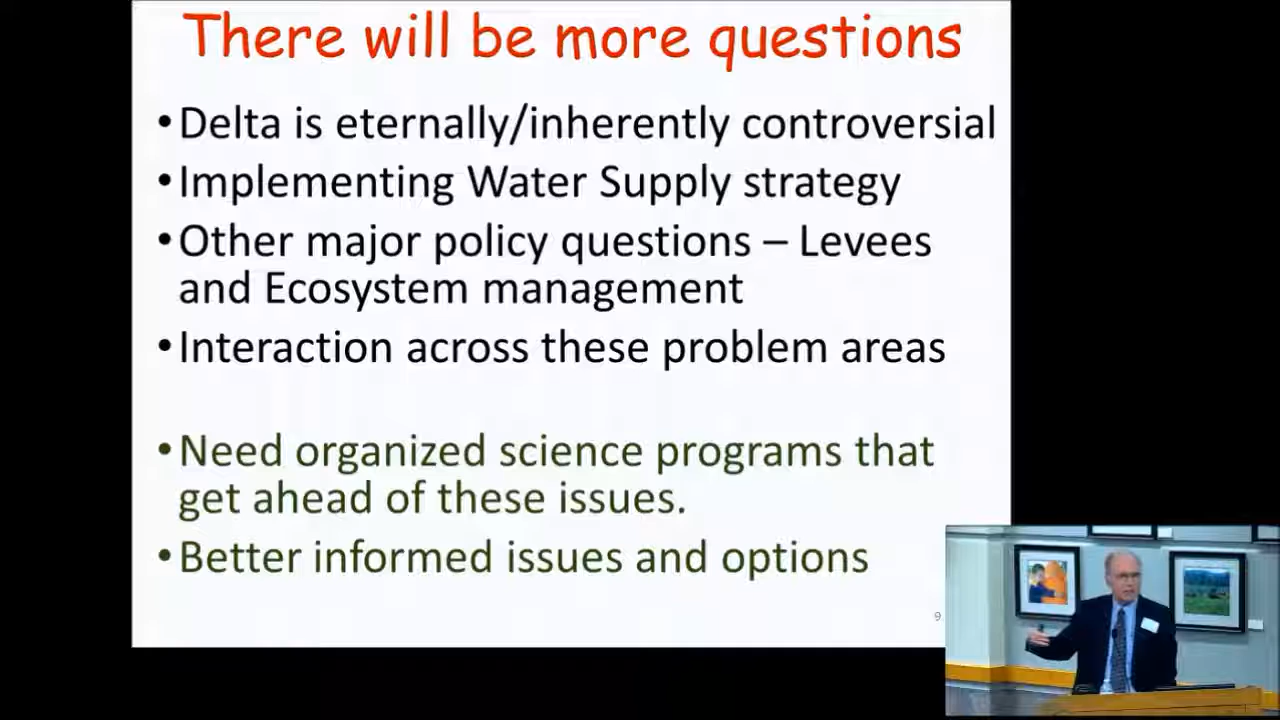 There will be more questions
•Delta is eternally/inherently controversial
•Implementing Water Supply strategy
•Other major policy questions – Levees
and Ecosystem management
•Interaction across these problem areas
•Need organized science programs that
get ahead of these issues.
•Better informed issues and options
9